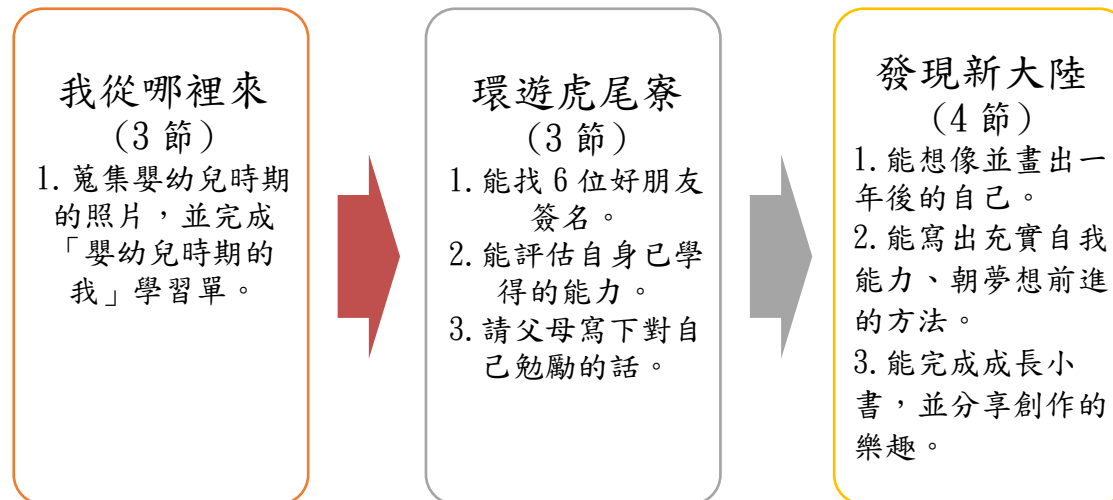 我從哪裡來
(3 節)
1. 蒐集嬰幼兒時期
的照片，並完成
「嬰幼兒時期的
我」學習單。
環遊虎尾寮
(3 節)
1. 能找 6 位好朋友
簽名。
2. 能評估自身已學
得的能力。
3. 請父母寫下對自
己勉勵的話。
發現新大陸
(4 節)
1. 能想像並畫出一
年後的自己。
2. 能寫出充實自我
能力、朝夢想前進
的方法。
3. 能完成成長小
書，並分享創作的
樂趣。